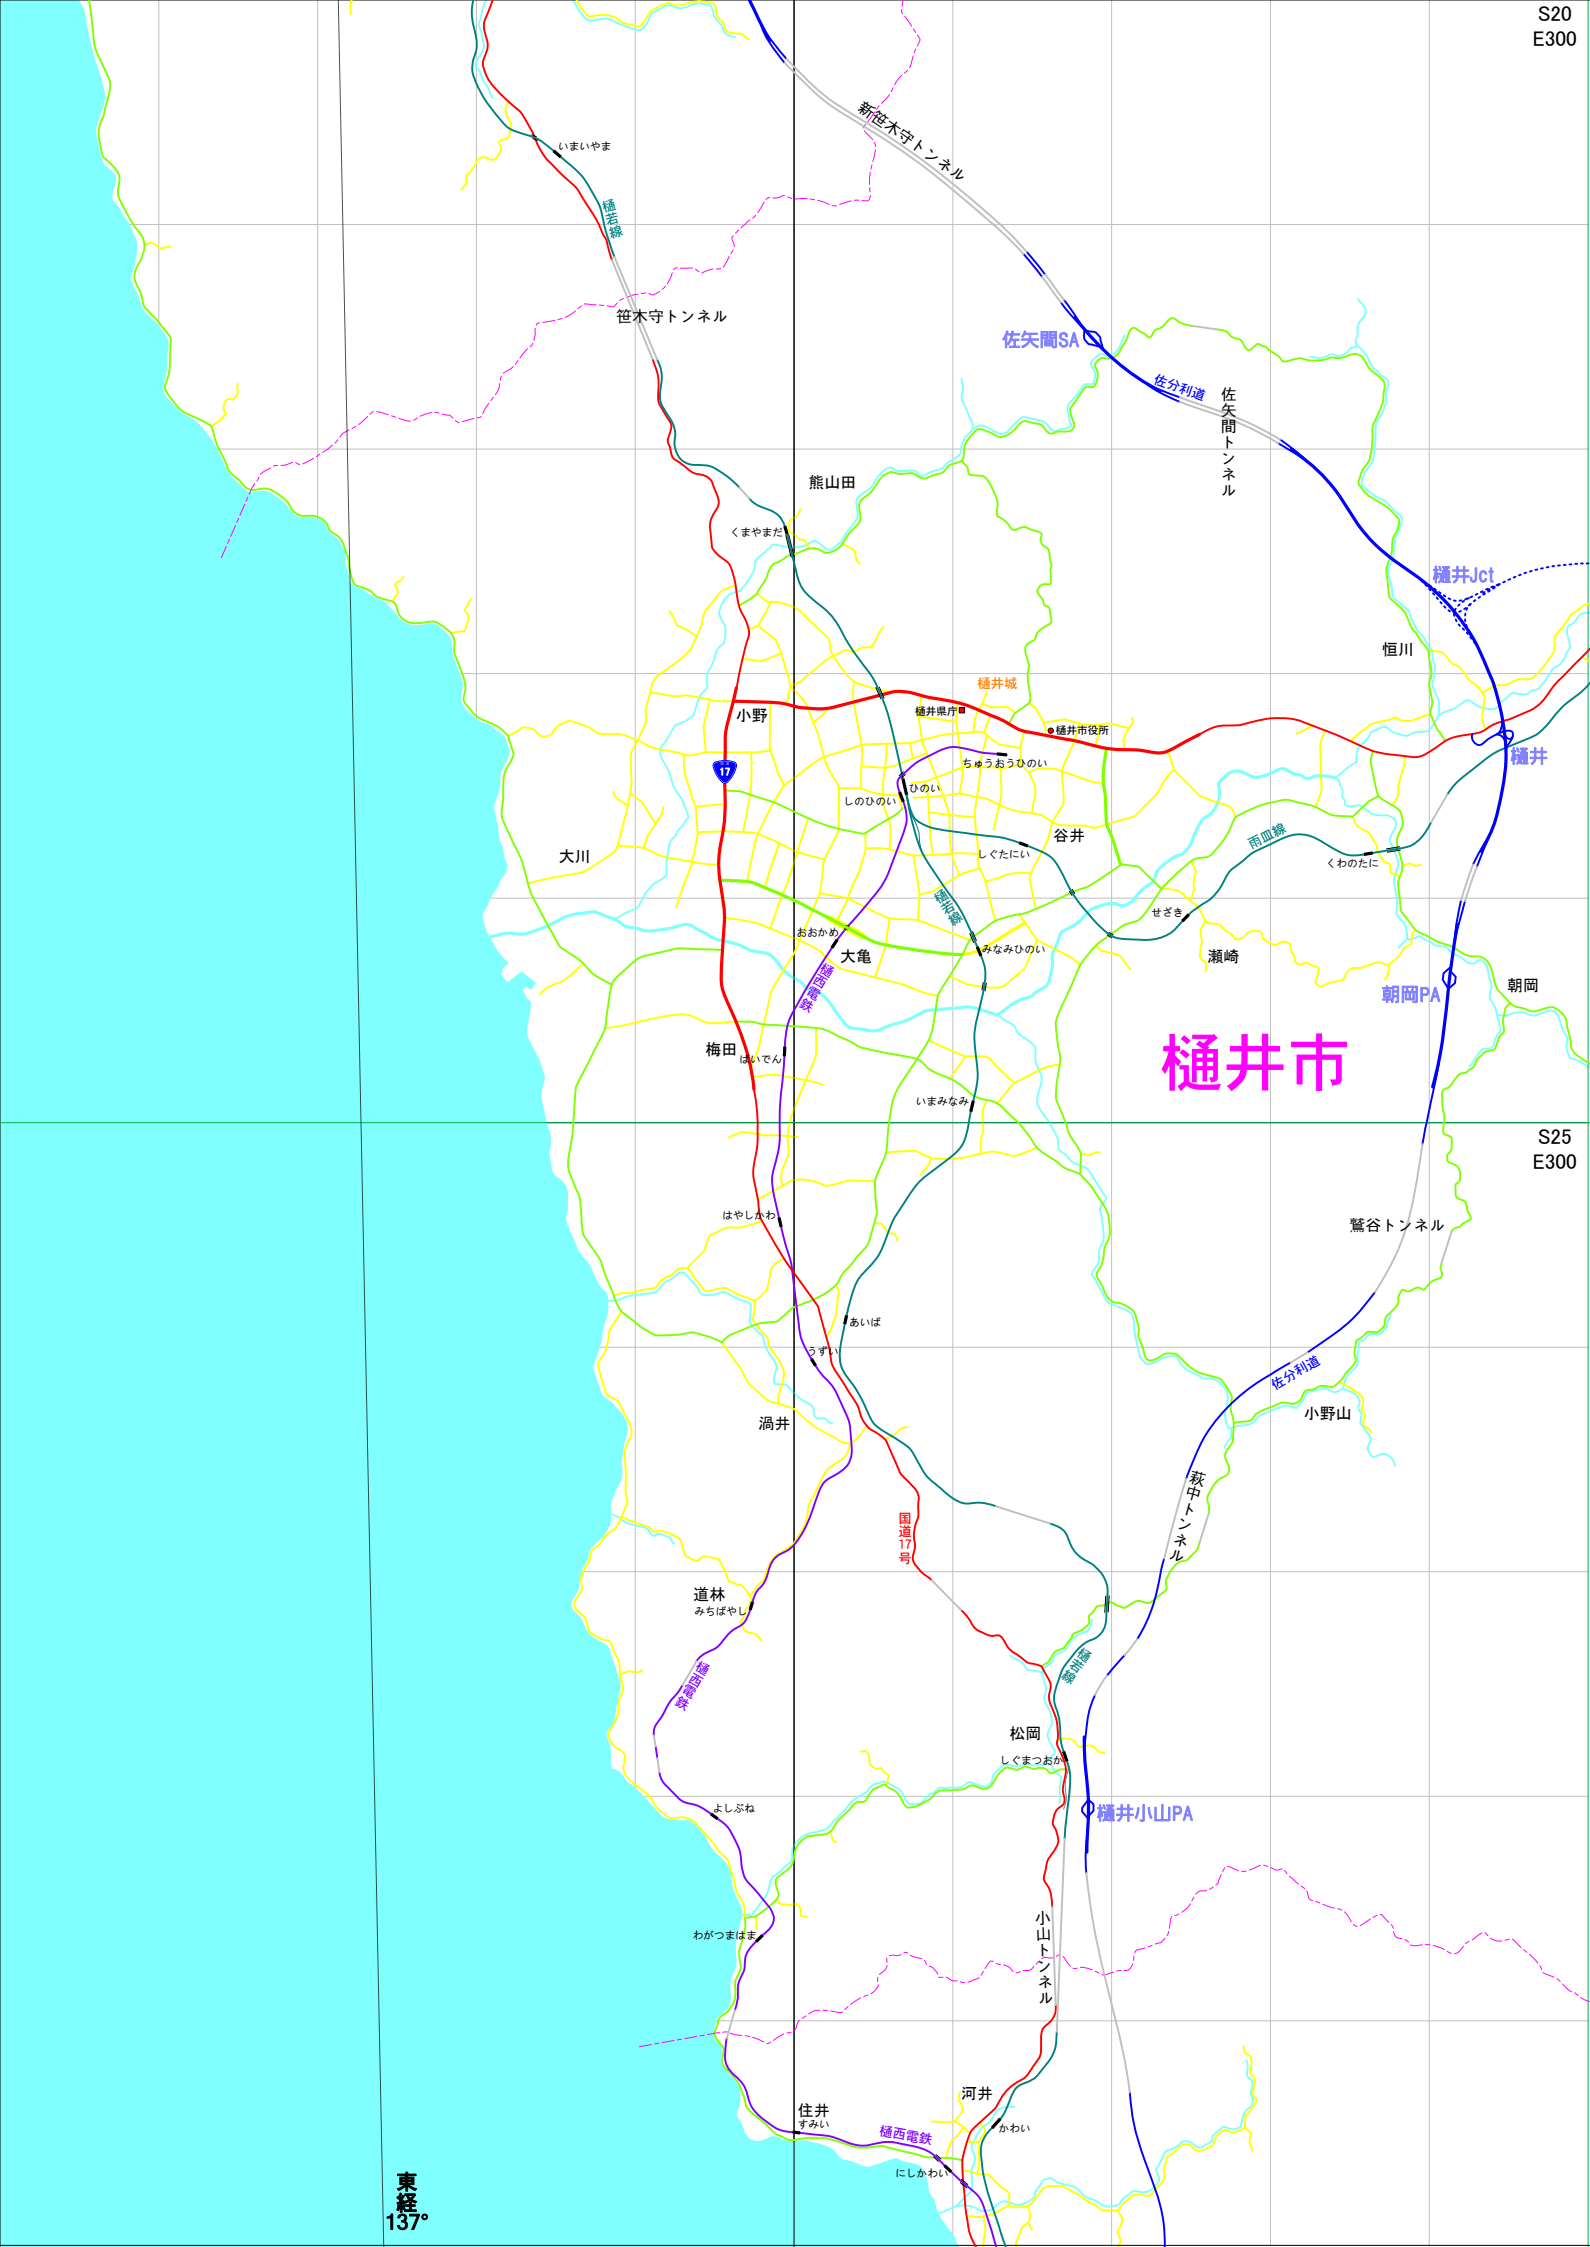 S20
E300
新笹木守トンネル
いまいやま
樋若線
笹木守トンネル
佐矢間SA
佐分利道
佐矢間トンネル
熊山田
くまやまだ
樋井Jct
恒川
樋井城
樋井県庁
小野
樋井市役所
樋井
17
ちゅうおうひのい
ひのい
しのひのい
谷井
雨皿線
大川
しぐたにい
くわのたに
樋若線
せざき
おおかめ
大亀
みなみひのい
瀬崎
樋西電鉄
朝岡PA
朝岡
梅田
ばいでん
樋井市
いまみなみ
S25
E300
はやしかわ
鷲谷トンネル
あいば
うずい
佐分利道
渦井
小野山
萩中トンネル
国道17号
道林
みちばやし
樋若線
樋西電鉄
松岡
しぐまつおか
よしぶね
樋井小山PA
わがつまはま
小山トンネル
河井
住井
すみい
かわい
樋西電鉄
にしかわい
東経
137°